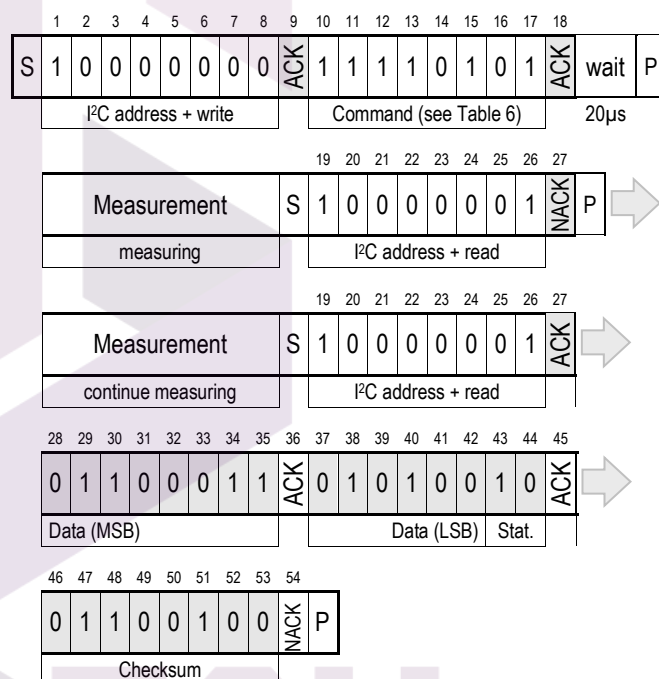 1 2 3 4 5 6 7 8 9 10 11 12 13 14 15 16 17 18
S 1 0 0 0 0 0 0 0 ACK 1 1 1 1 0 1 0 1 ACK wait P
I²C address + write Command (see Table 6) 20µs
19 20 21 22 23 24 25 26 27
Measurement S 1 0 0 0 0 0 0 1 NACK P
measuring I²C address + read
19 20 21 22 23 24 25 26 27
Measurement S 1 0 0 0 0 0 0 1 ACK
continue measuring I²C address + read
28 29 30 31 32 33 34 35 36 37 38 39 40 41 42 43 44 45
0 1 1 0 0 0 1 1 ACK 0 1 0 1 0 0 1 0 ACK
Data (MSB) Data (LSB) Stat.
46 47 48 49 50 51 52 53 54
0 1 1 0 0 1 0 0 NACK P
Checksum